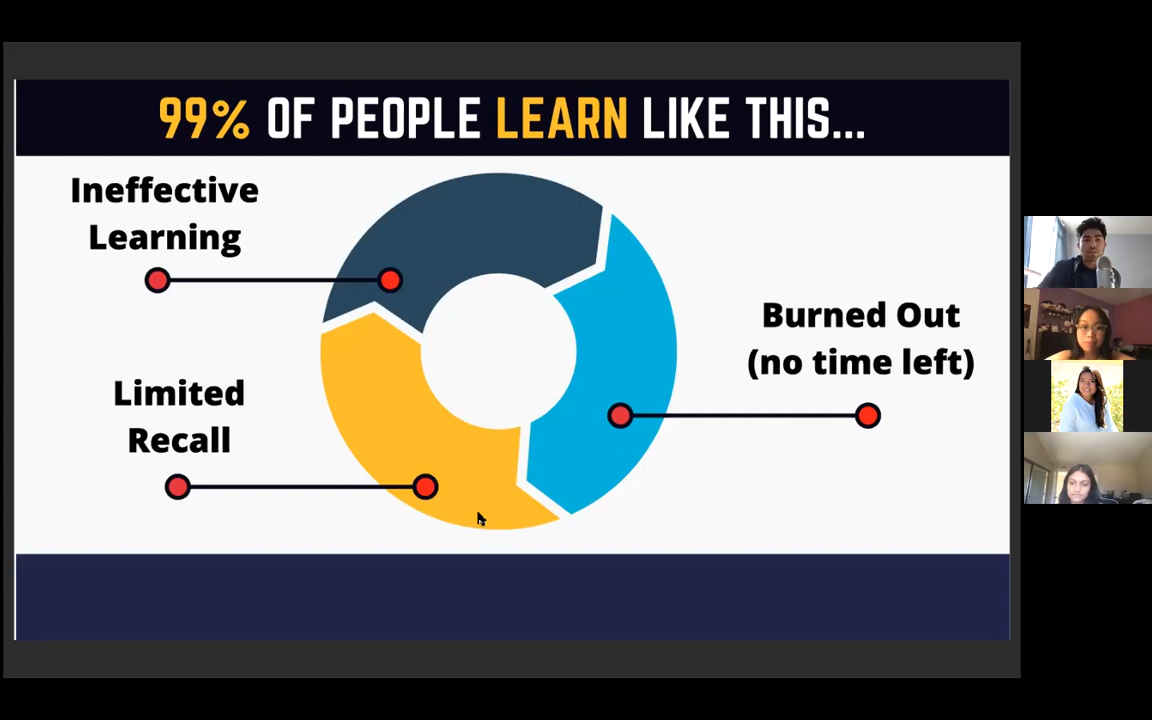 99% OF PEOPLE LEARN LIKE THIS...
Ineffective
Learning
Burned Out
(no time left)
Limited
Recall